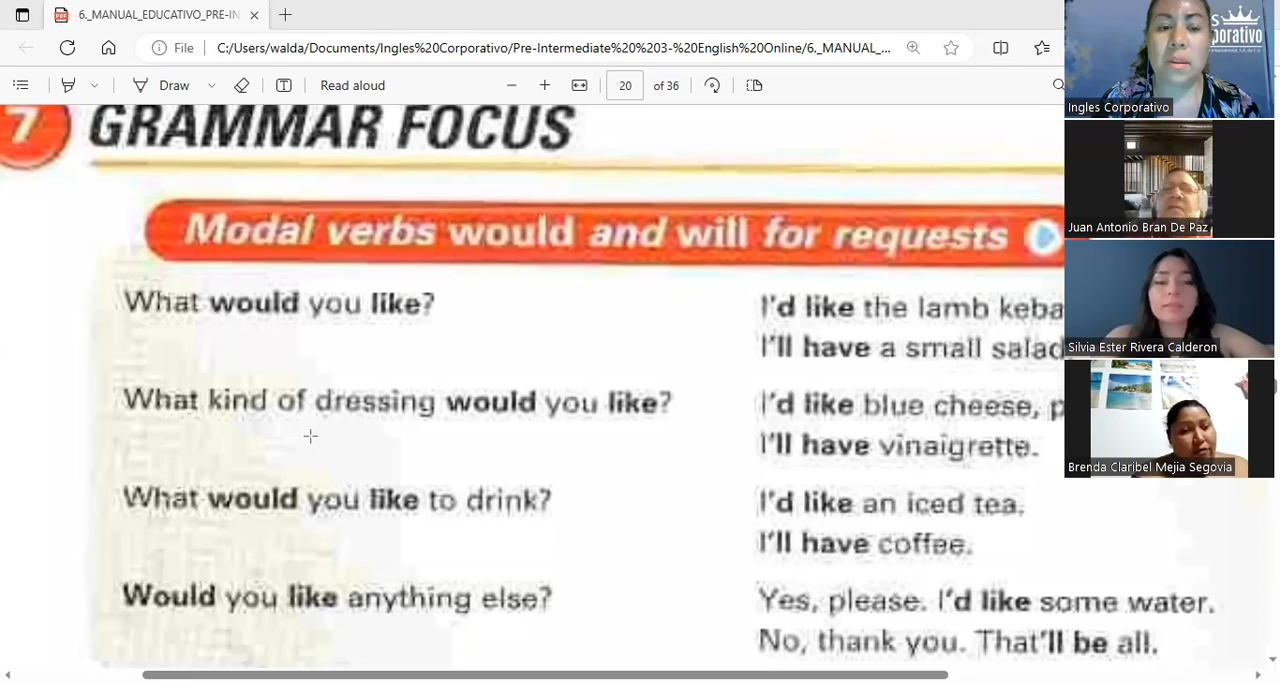 6._MANUAL_EDUCATIVO_PRE-IN
File C:/Users/walda/Documents/Ingles%20Corporativo/Pre-Intermediate%20%203-%20English%20Online/6._MANUAL_...
Draw Read aloud 20 of 36
7 GRAMMAR FOCUS
Modal verbs would and will for requests
What would you like? I'd like the lamb keba
I'll have a small salad
What kind of dressing would you like? I'd like blue cheese, p
I'll have vinaigrette.
What would you like to drink? I'd like an iced tea.
I'll have coffee.
Would you like anything else? Yes, please. I'd like some water.
No, thank you. That'll be all.
Ingles Corporativo
Juan Antonio Bran De Paz
Silvia Ester Rivera Calderon
Brenda Claribel Mejia Segovia